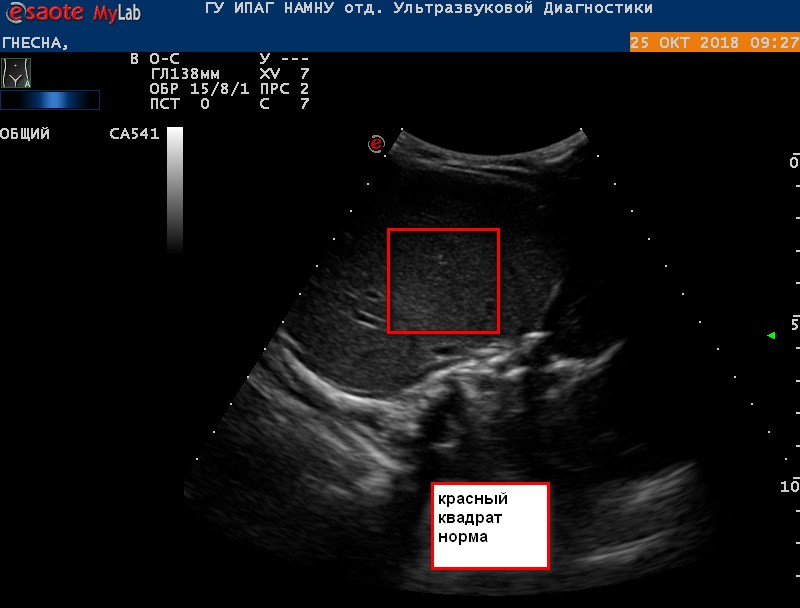 esaote MyLab
ГУ ИПАГ НАМНУ отд. Ультразвуковой Диагностики
ГНЕСНА,
25 ОКТ 2018 09:27
В О-С У ---
ГЛ138мм XV 7
ОБР 15/8/1 ПРС 2
ПСТ 0 С 7
A
ОБЩИЙ CA541
e
0
5
10
красный
квадрат
норма